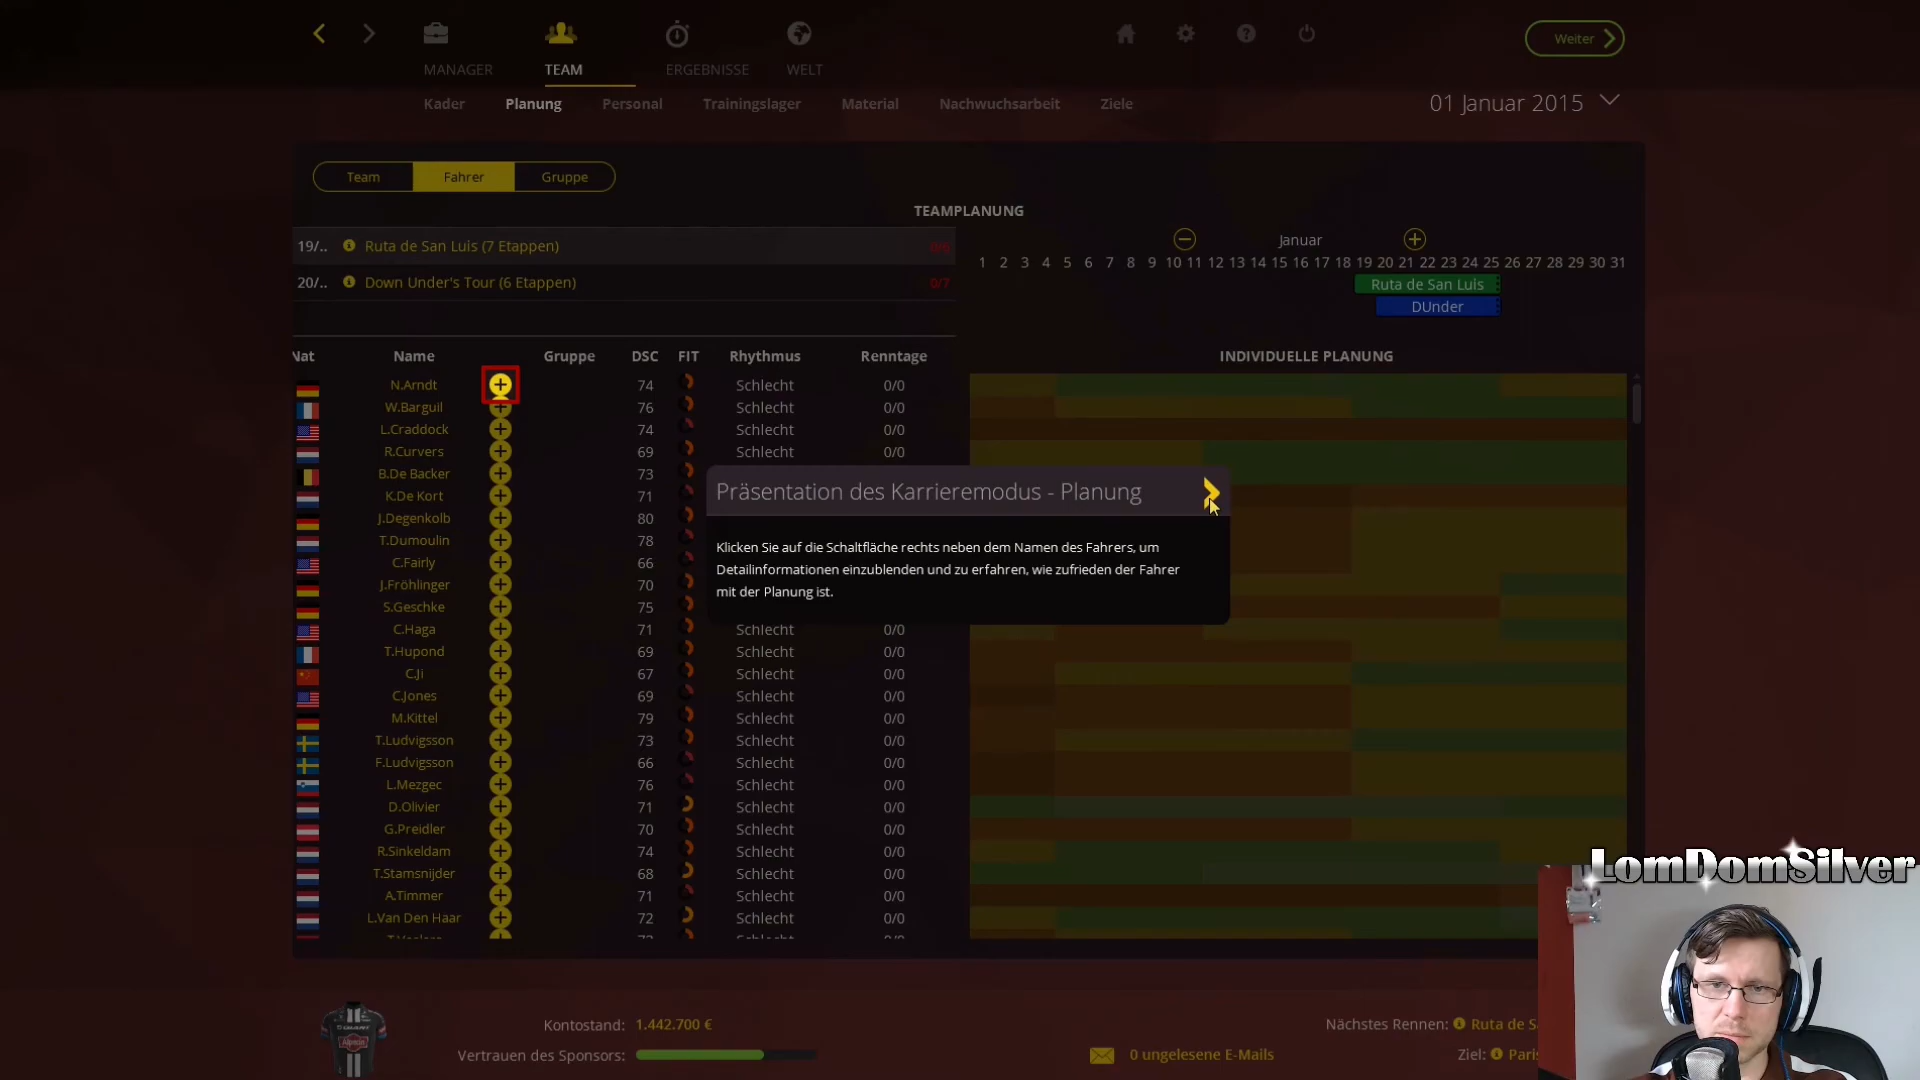 Weiter
MANAGER TEAM ERGEBNISSE WELT
Kader Planung Personal Trainingslager Material Nachwuchsarbeit Ziele
01 Januar 2015
Team Fahrer Gruppe
TEAMPLANUNG
19/.. Ruta de San Luis (7 Etappen)
20/.. Down Under's Tour (6 Etappen) 0/7
Januar
1 2 3 4 5 6 7 8 9 10 11 12 13 14 15 16 17 18 19 20 21 22 23 24 25 26 27 28 29 30 31
Ruta de San Luis
DUnder
Nat Name Gruppe DSC FIT Rhythmus Renntage
INDIVIDUELLE PLANUNG
N.Arndt 74 Schlecht 0/0
W.Barguil 76 Schlecht 0/0
L.Craddock 74 Schlecht 0/0
R.Curvers 69 Schlecht 0/0
B.De Backer 73
K.De Kort 71
J.Degenkolb 80
T.Dumoulin 78
C.Fairly 66
J.Fröhlinger 70
S.Geschke 75
C.Haga 71 Schlecht 0/0
T.Hupond 69 Schlecht 0/0
C.Ji 67 Schlecht 0/0
C.Jones 69 Schlecht 0/0
M.Kittel 79 Schlecht 0/0
T.Ludvigsson 73 Schlecht 0/0
F.Ludvigsson 66 Schlecht 0/0
L.Mezgec 76 Schlecht 0/0
D.Olivier 71 Schlecht 0/0
G.Preidler 70 Schlecht 0/0
R.Sinkeldam 74 Schlecht 0/0
T.Stamsnijder 68 Schlecht 0/0
A.Timmer 71 Schlecht 0/0
L.Van Den Haar 72 Schlecht 0/0
Präsentation des Karrieremodus - Planung
Klicken Sie auf die Schaltfläche rechts neben dem Namen des Fahrers, um
Detailinformationen einzublenden und zu erfahren, wie zufrieden der Fahrer
mit der Planung ist.
LomDomSilver
Alpecin
Kontostand: 1.442.700 €
Vertrauen des Sponsors:
0 ungelesene E-Mails
Nächstes Rennen: Ruta de S
Ziel: Paris